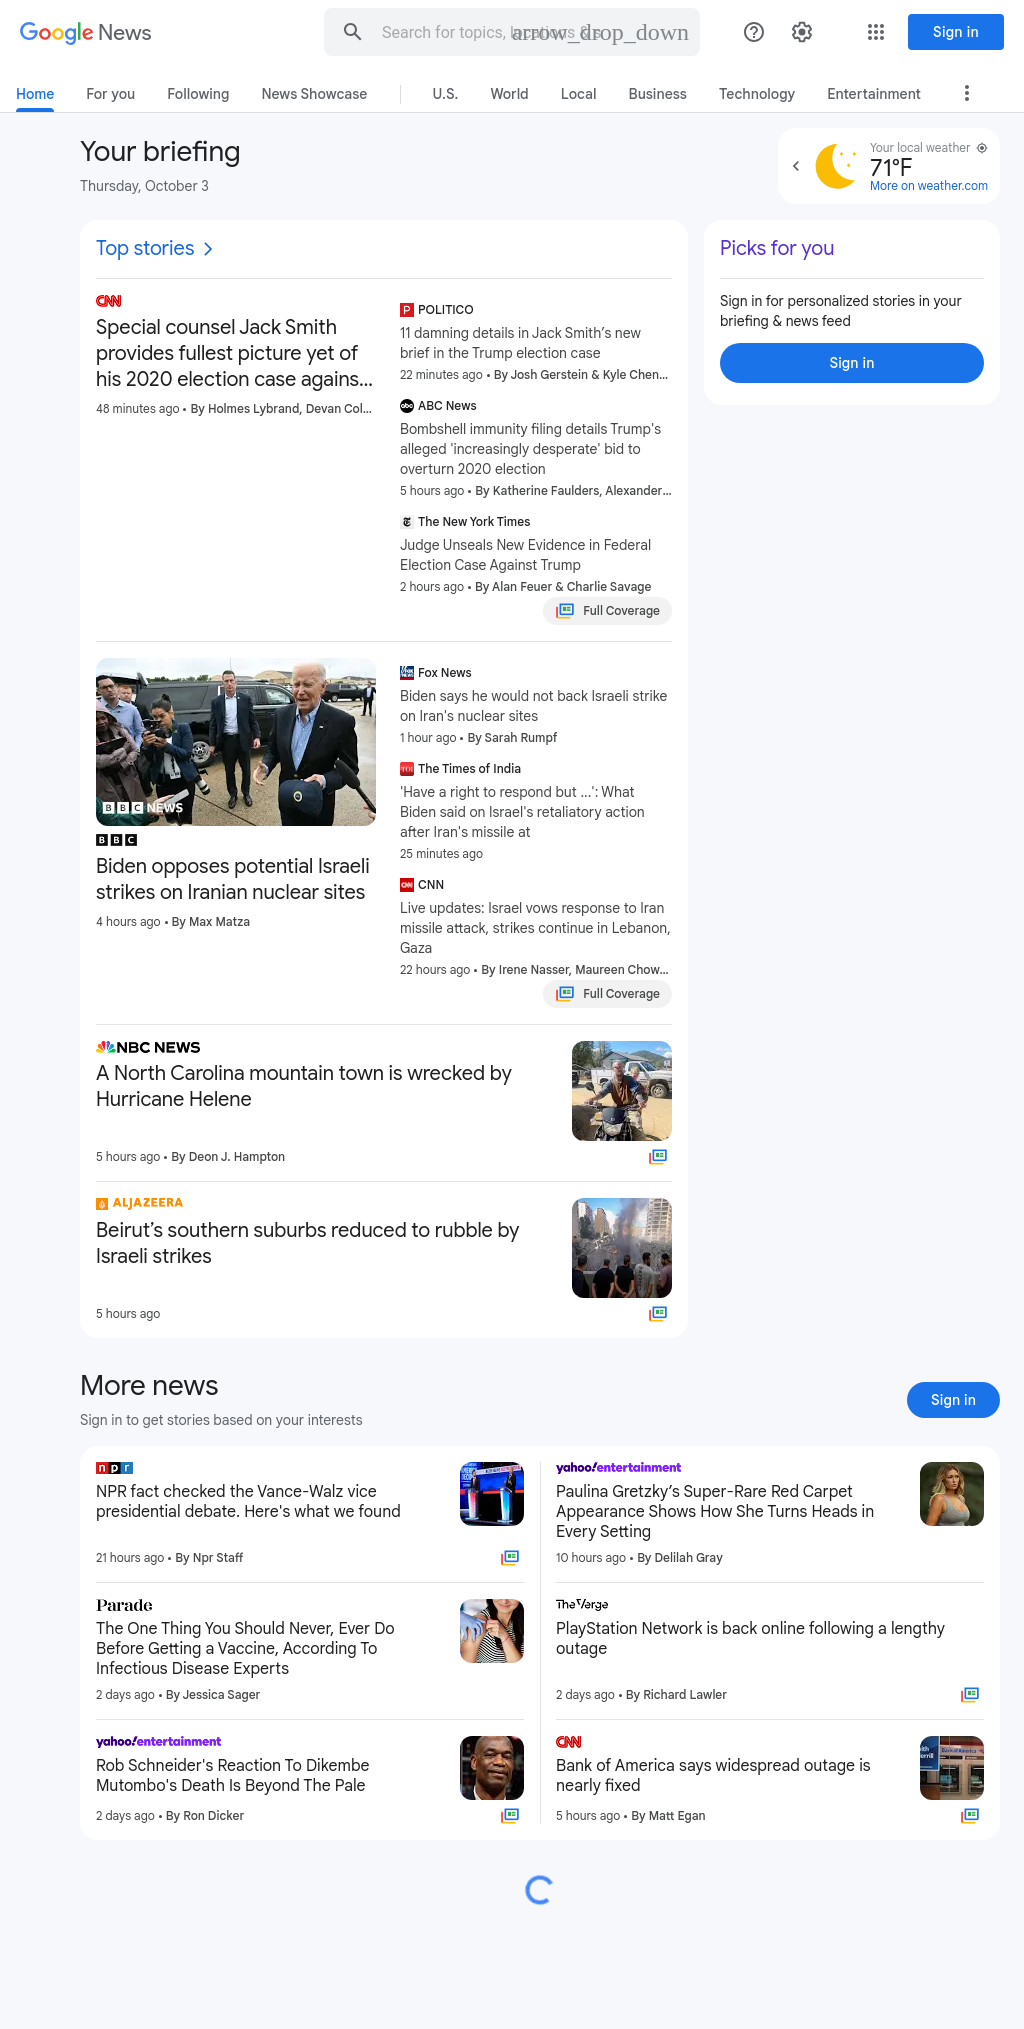 Google News
Search for topics, locations & s
arrow_drop_down
Sign in
Home
For you
Following
News Showcase
U.S.
World
Local
Business
Technology
Entertainment
Your briefing
Thursday, October 3
Your local weather
71°F
More on weather.com
Top stories
CNN
Special counsel Jack Smith
provides fullest picture yet of
his 2020 election case agains...
48 minutes ago • By Holmes Lybrand, Devan Col...
POLITICO
11 damning details in Jack Smith’s new
brief in the Trump election case
22 minutes ago • By Josh Gerstein & Kyle Chen...
abc ABC News
Bombshell immunity filing details Trump's
alleged 'increasingly desperate' bid to
overturn 2020 election
5 hours ago • By Katherine Faulders, Alexander...
The New York Times
Judge Unseals New Evidence in Federal
Election Case Against Trump
2 hours ago • By Alan Feuer & Charlie Savage
Full Coverage
Picks for you
Sign in for personalized stories in your
briefing & news feed
Sign in
BBC NEWS
BBC
Biden opposes potential Israeli
strikes on Iranian nuclear sites
4 hours ago • By Max Matza
Fox News
Biden says he would not back Israeli strike
on Iran's nuclear sites
1 hour ago • By Sarah Rumpf
TOI The Times of India
'Have a right to respond but ...': What
Biden said on Israel's retaliatory action
after Iran's missile at
25 minutes ago
CNN CNN
Live updates: Israel vows response to Iran
missile attack, strikes continue in Lebanon,
Gaza
22 hours ago • By Irene Nasser, Maureen Chow...
Full Coverage
NBC NEWS
A North Carolina mountain town is wrecked by
Hurricane Helene
5 hours ago • By Deon J. Hampton
ALJAZEERA
Beirut’s southern suburbs reduced to rubble by
Israeli strikes
5 hours ago
More news
Sign in to get stories based on your interests
Sign in
npr
NPR fact checked the Vance-Walz vice
presidential debate. Here's what we found
21 hours ago • By Npr Staff
yahoo!entertainment
Paulina Gretzky’s Super-Rare Red Carpet
Appearance Shows How She Turns Heads in
Every Setting
10 hours ago • By Delilah Gray
Parade
The One Thing You Should Never, Ever Do
Before Getting a Vaccine, According To
Infectious Disease Experts
2 days ago • By Jessica Sager
The Verge
PlayStation Network is back online following a lengthy
outage
2 days ago • By Richard Lawler
yahoo!entertainment
Rob Schneider's Reaction To Dikembe
Mutombo's Death Is Beyond The Pale
2 days ago • By Ron Dicker
CNN
Bank of America says widespread outage is
nearly fixed
5 hours ago • By Matt Egan